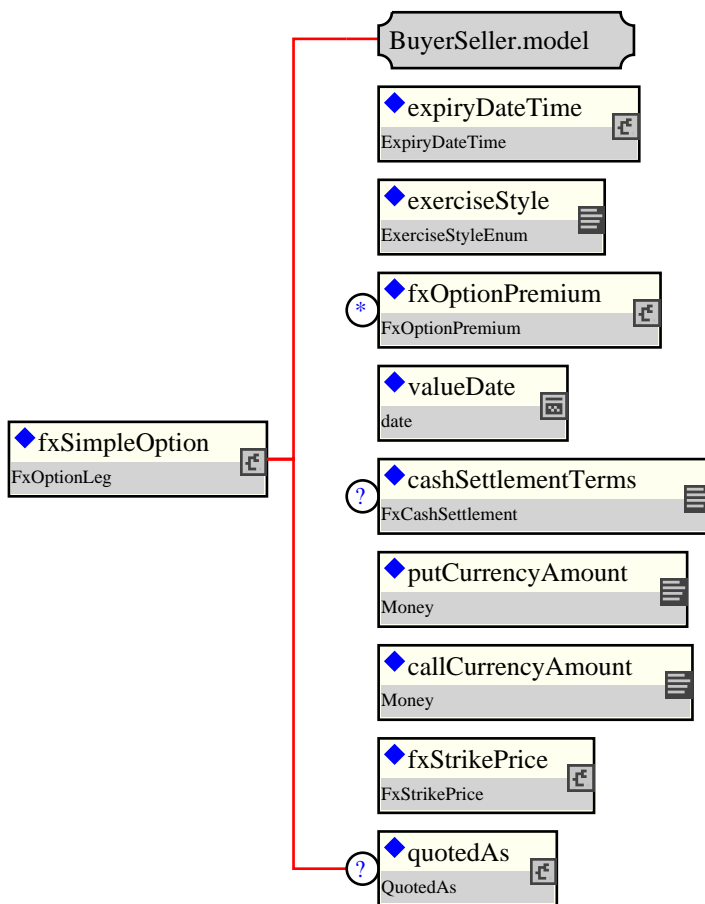 BuyerSeller.model
expiryDateTime
ExpiryDateTime
exerciseStyle
ExerciseStyleEnum
*
fxOptionPremium
FxOptionPremium
valueDate
date
fxSimpleOption
FxOptionLeg
?
cashSettlementTerms
FxCashSettlement
putCurrencyAmount
Money
callCurrencyAmount
Money
fxStrikePrice
FxStrikePrice
?
quotedAs
QuotedAs